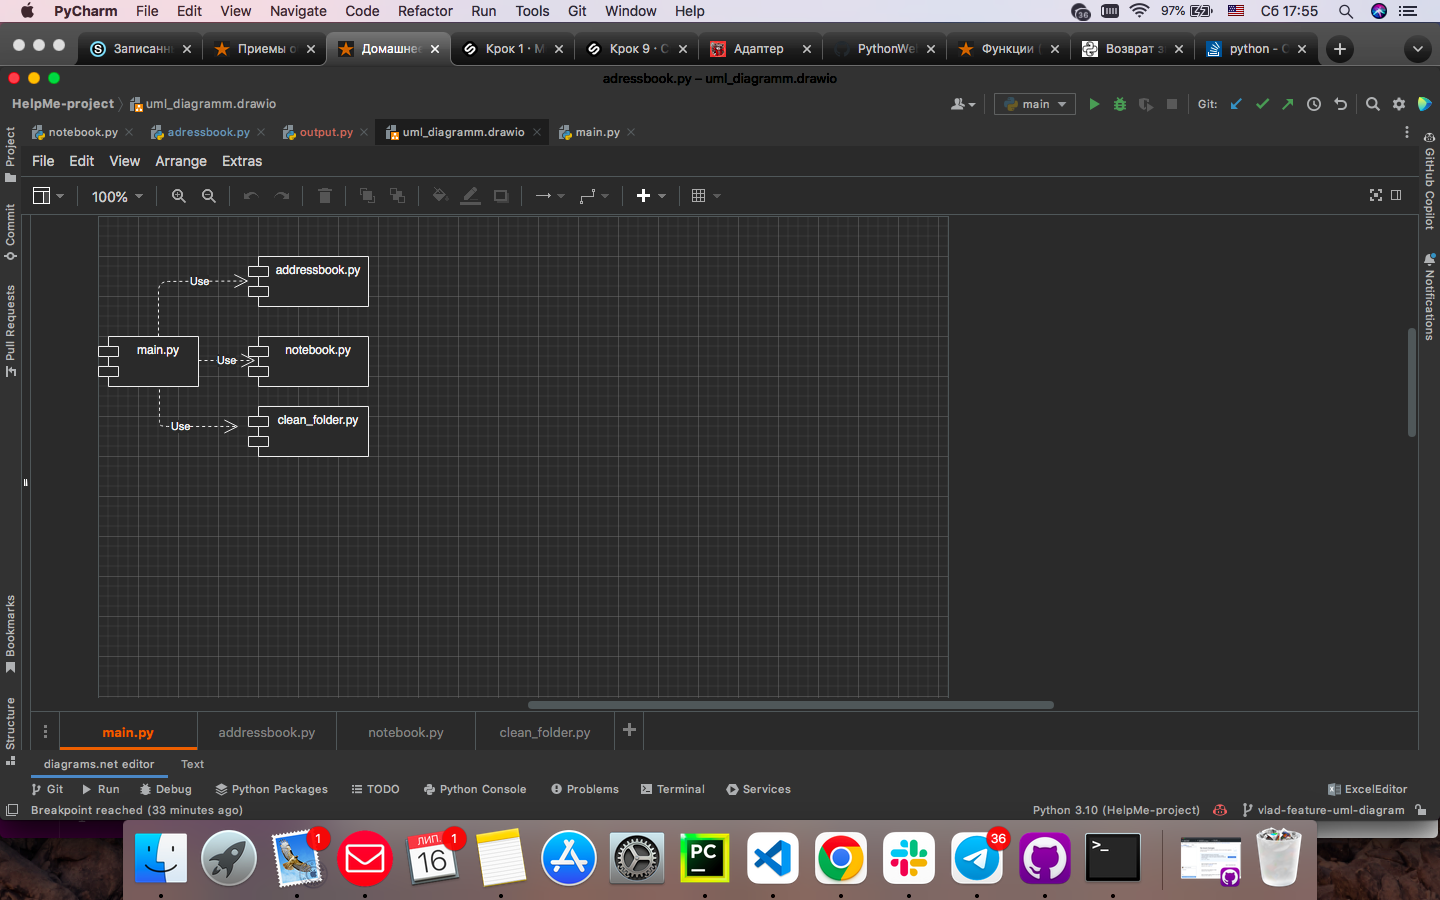 PyCharm File Edit View Navigate Code Refactor Run Tools Git Window Help 36 97% Сб 17:55
Записанн Приемы о Домашнее Крок 1 · M Крок 9 · C Адаптер PythonWel Функции ( Возврат з python - C
adressbook.py – uml_diagramm.drawio
HelpMe-project uml_diagramm.drawio main Git:
notebook.py adressbook.py output.py uml_diagramm.drawio main.py
File Edit View Arrange Extras
100%
Project
Commit
Pull Requests
Bookmarks
Structure
GitHub Copilot
Notifications
addressbook.py
Use
main.py
Use
notebook.py
Use
clean_folder.py
main.py addressbook.py notebook.py clean_folder.py
diagrams.net editor Text
Git Run Debug Python Packages TODO Python Console Problems Terminal Services ExcelEditor
Breakpoint reached (33 minutes ago) Python 3.10 (HelpMe-project) vlad-feature-uml-diagram
1 ЛИП. 16 1 PC 36 >_